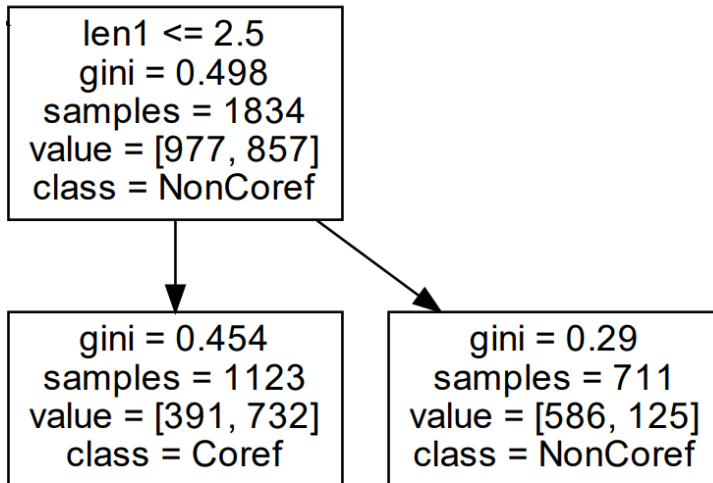 len1 <= 2.5
gini = 0.498
samples = 1834
value = [977, 857]
class = NonCoref
gini = 0.454
samples = 1123
value = [391, 732]
class = Coref
gini = 0.29
samples = 711
value = [586, 125]
class = NonCoref